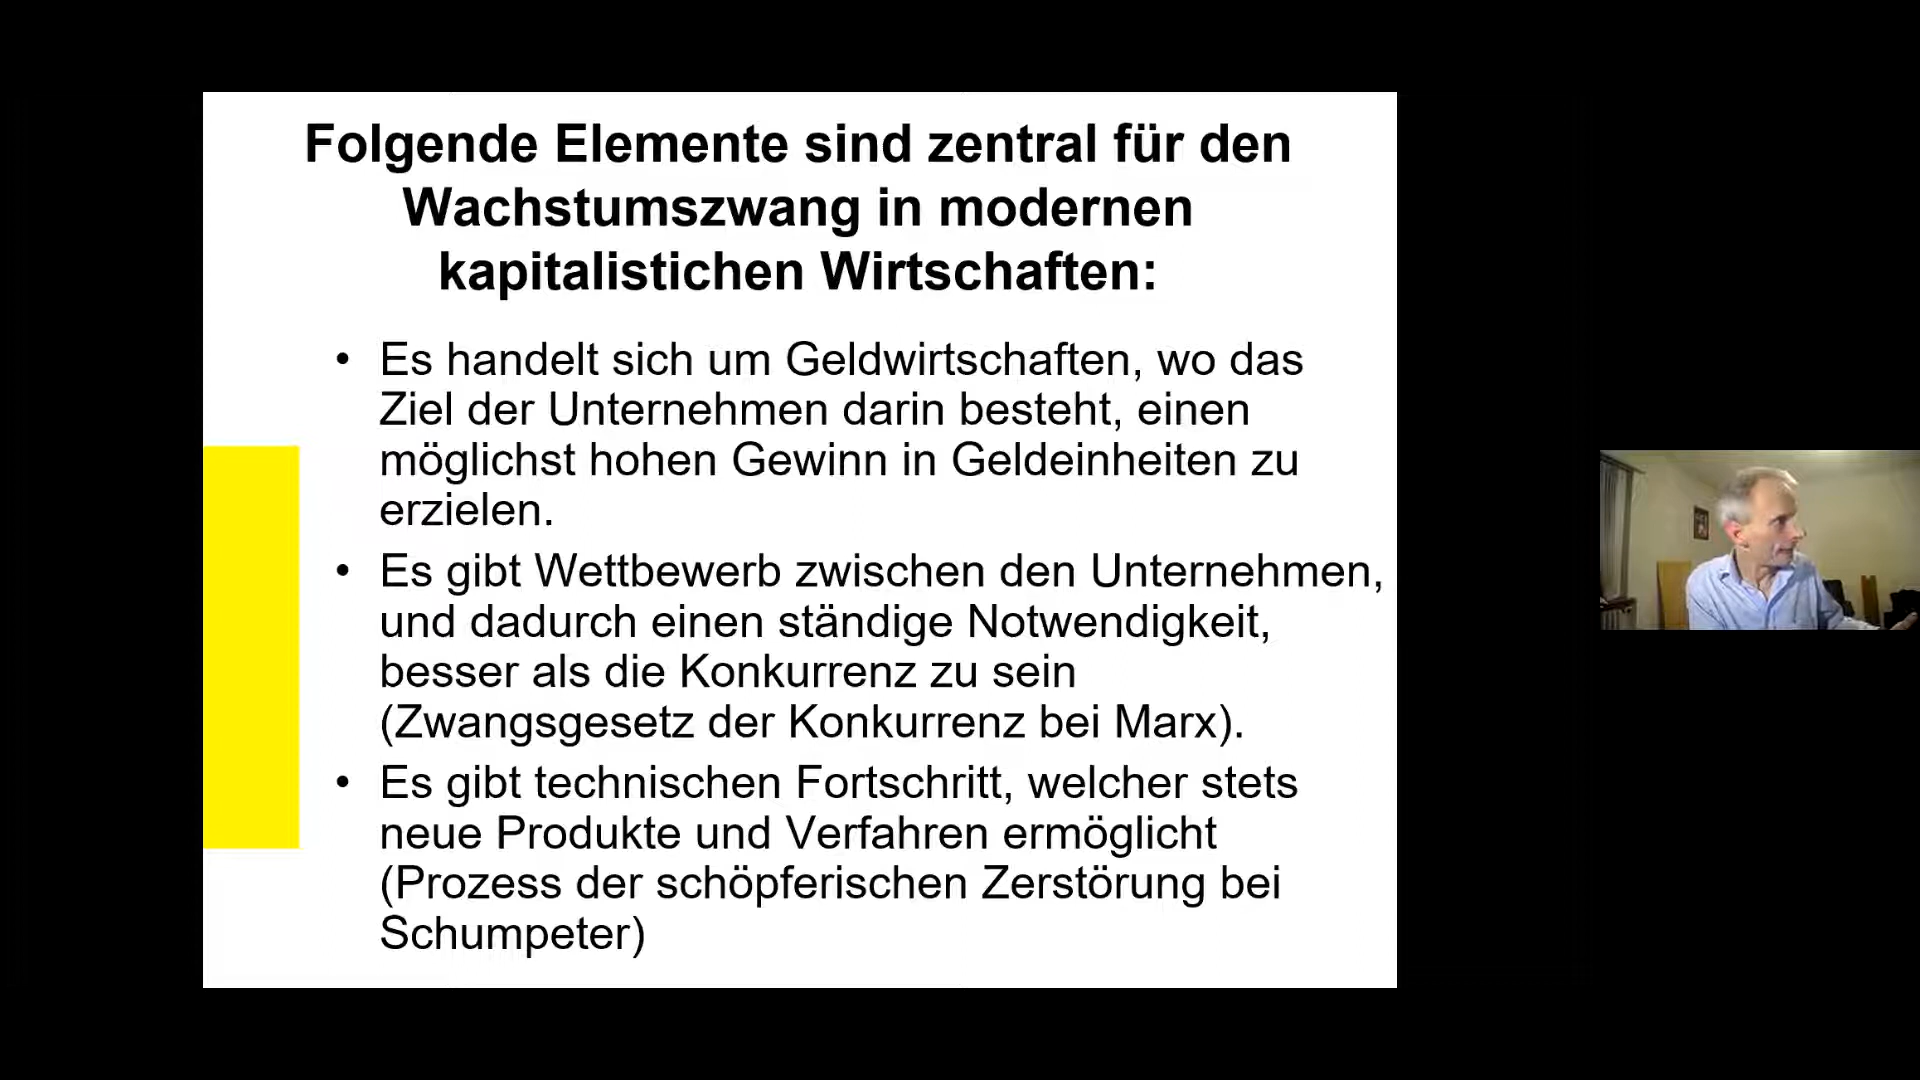 Folgende Elemente sind zentral für den
Wachstumszwang in modernen
kapitalistichen Wirtschaften:
• Es handelt sich um Geldwirtschaften, wo das
Ziel der Unternehmen darin besteht, einen
möglichst hohen Gewinn in Geldeinheiten zu
erzielen.
• Es gibt Wettbewerb zwischen den Unternehmen,
und dadurch einen ständige Notwendigkeit,
besser als die Konkurrenz zu sein
(Zwangsgesetz der Konkurrenz bei Marx).
• Es gibt technischen Fortschritt, welcher stets
neue Produkte und Verfahren ermöglicht
(Prozess der schöpferischen Zerstörung bei
Schumpeter)